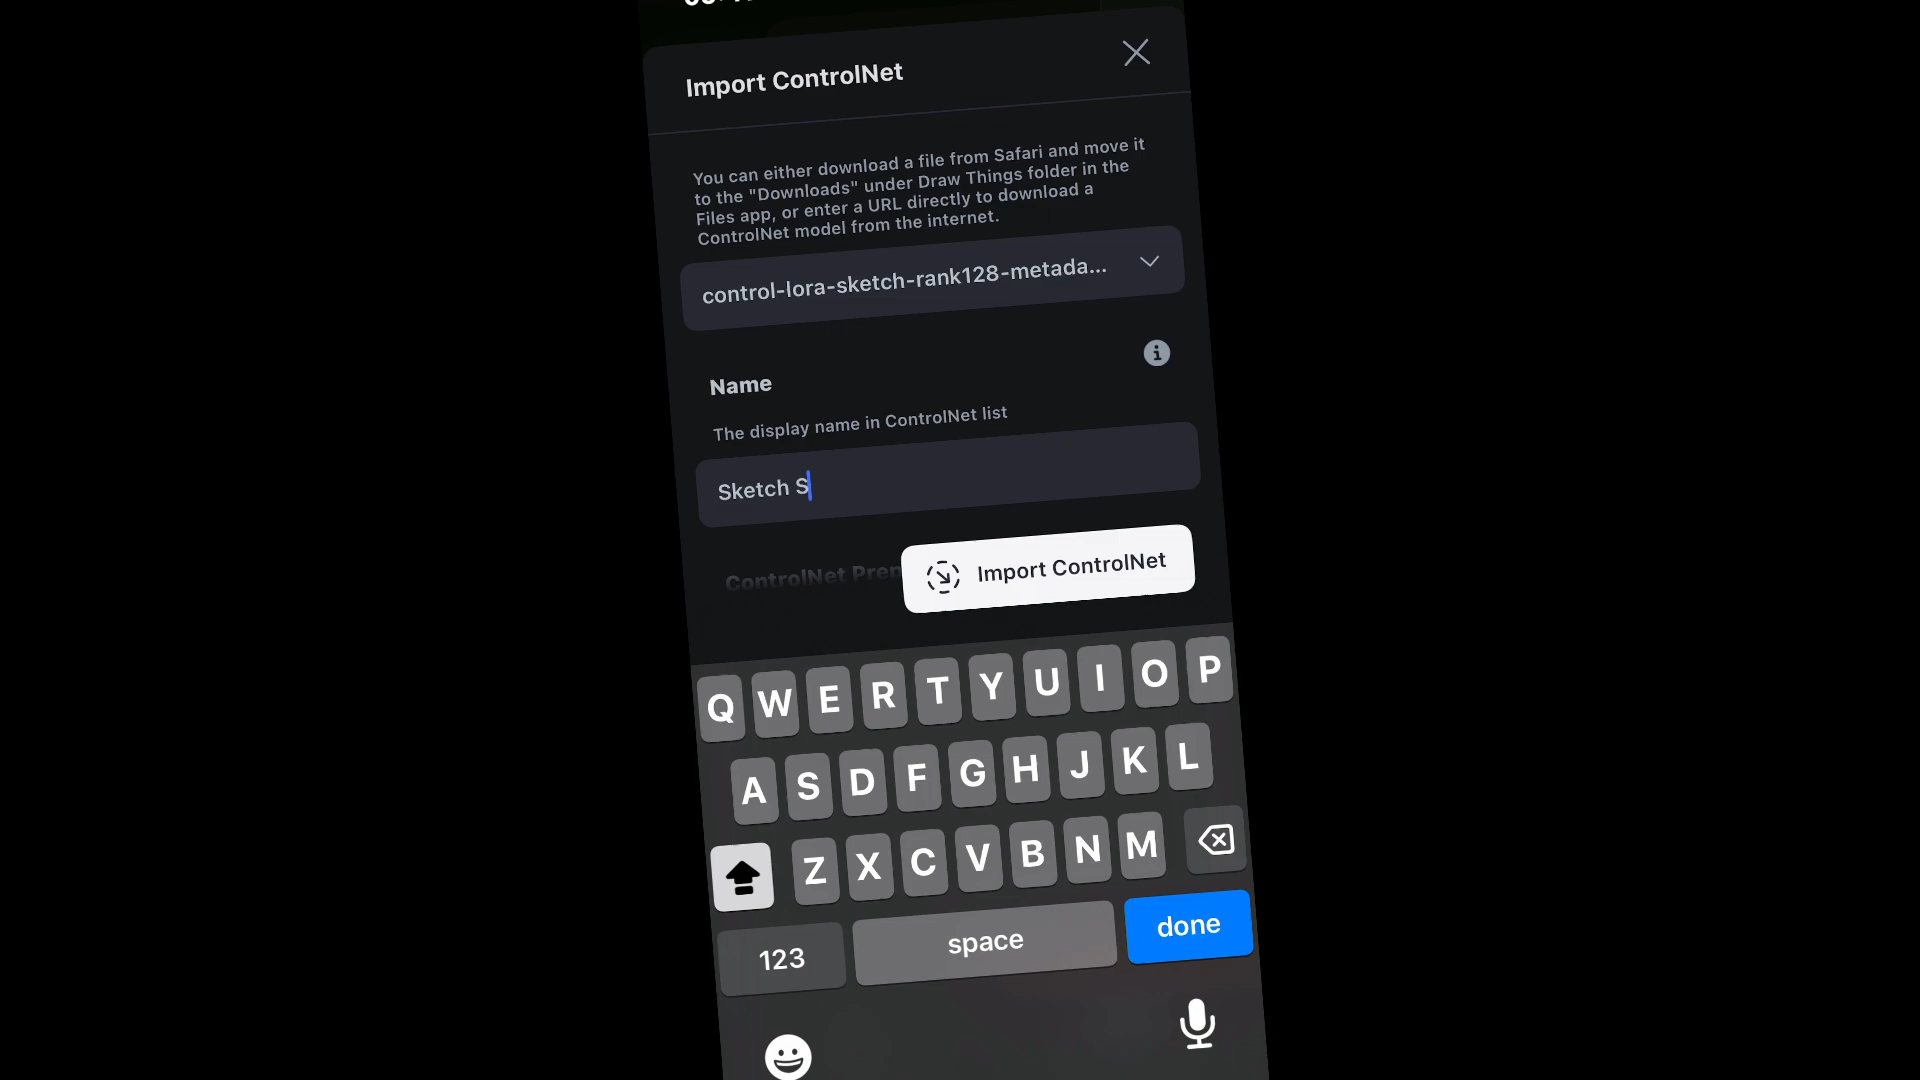 Import ControlNet
You can either download a file from Safari and move it
to the "Downloads" under Draw Things folder in the
Files app, or enter a URL directly to download a
ControlNet model from the internet.
control-lora-sketch-rank128-metada...
Name
The display name in ControlNet list
Sketch S
ControlNet
Import ControlNet
Q W E R T Y U I O P
A S D F G H J K L
Z X C V B N M
123 space done